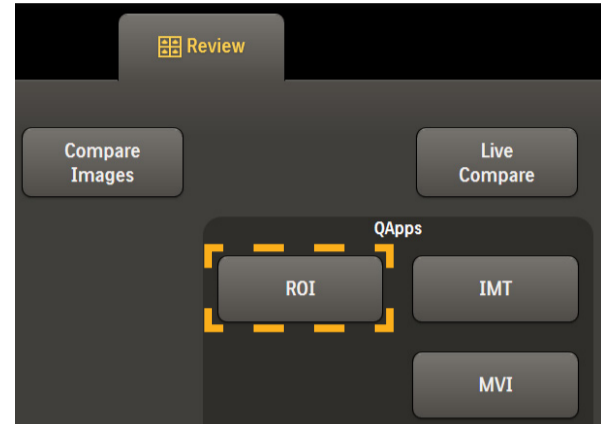 Review
Compare
Images
Live
Compare
QApps
ROI
IMT
MVI